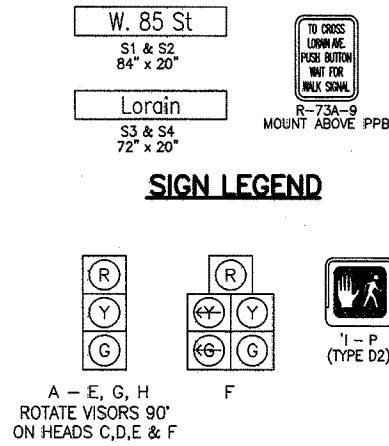 W. 85 St
S1 & S2
84" x 20"
Lorain
S3 & S4
72" x 20"
TO CROSS
LORAIN AVE.
PUSH BUTTON
WAIT FOR
WALK SIGNAL
R-73A-9
MOUNT ABOVE PPB
SIGN LEGEND
R
Y
G
A - E, G, H
ROTATE VISORS 90°
ON HEADS C,D,E & F
R
Y Y
G G
F
'I - P
(TYPE D2)